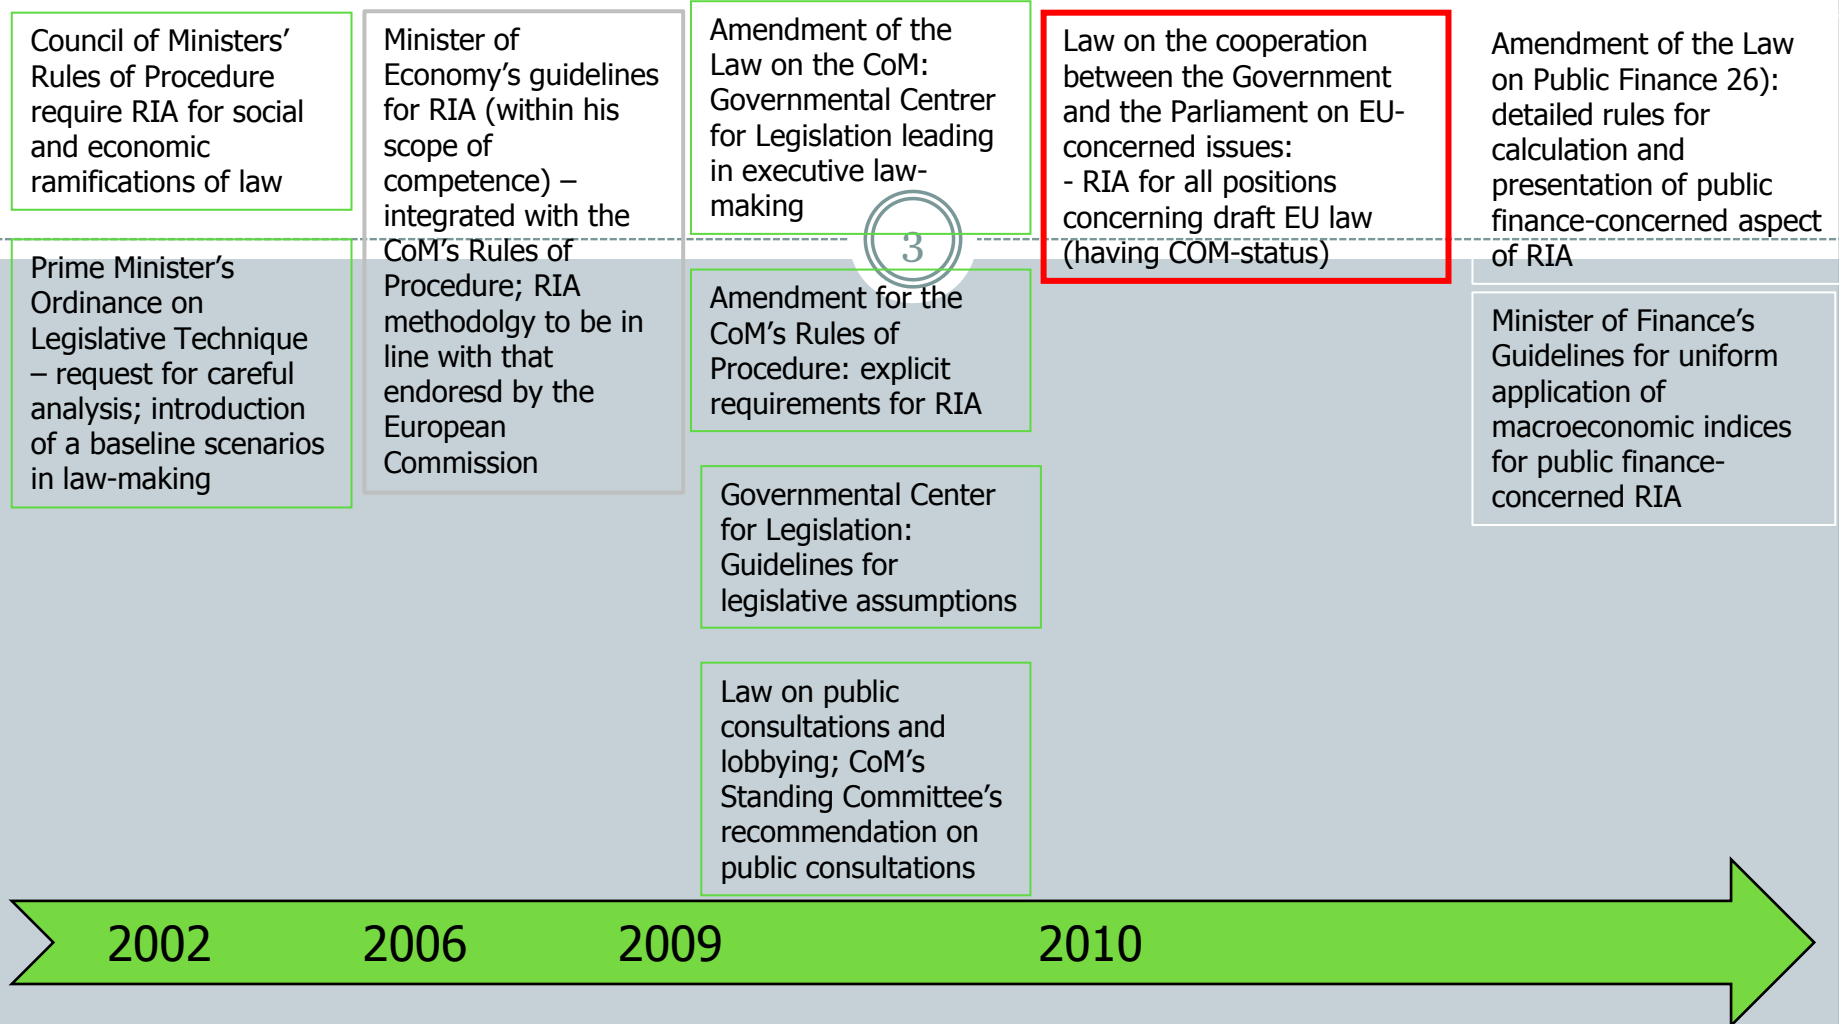 Council of Ministers’
Rules of Procedure
require RIA for social
and economic
ramifications of law
Prime Minister’s
Ordinance on
Legislative Technique
– request for careful
analysis; introduction
of a baseline scenarios
in law-making
Minister of
Economy’s guidelines
for RIA (within his
scope of
competence) –
integrated with the
CoM’s Rules of
Procedure; RIA
methodolgy to be in
line with that
endoresd by the
European
Commission
Amendment of the
Law on the CoM:
Governmental Centrer
for Legislation leading
in executive law-
making
3
Amendment for the
CoM’s Rules of
Procedure: explicit
requirements for RIA
Governmental Center
for Legislation:
Guidelines for
legislative assumptions
Law on public
consultations and
lobbying; CoM’s
Standing Committee’s
recommendation on
public consultations
Law on the cooperation
between the Government
and the Parliament on EU-
concerned issues:
- RIA for all positions
concerning draft EU law
(having COM-status)
Amendment of the Law
on Public Finance 26):
detailed rules for
calculation and
presentation of public
finance-concerned aspect
of RIA
Minister of Finance’s
Guidelines for uniform
application of
macroeconomic indices
for public finance-
concerned RIA
2002 2006 2009 2010